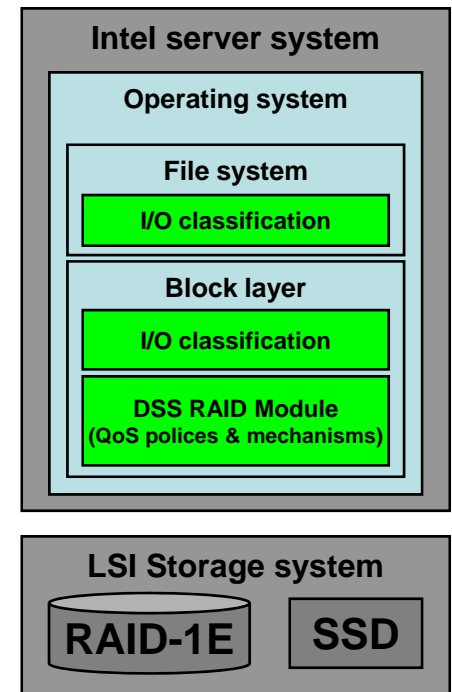 Intel server system
Operating system
File system
I/O classification
Block layer
I/O classification
DSS RAID Module
(QoS polices & mechanisms)
LSI Storage system
RAID-1E
SSD